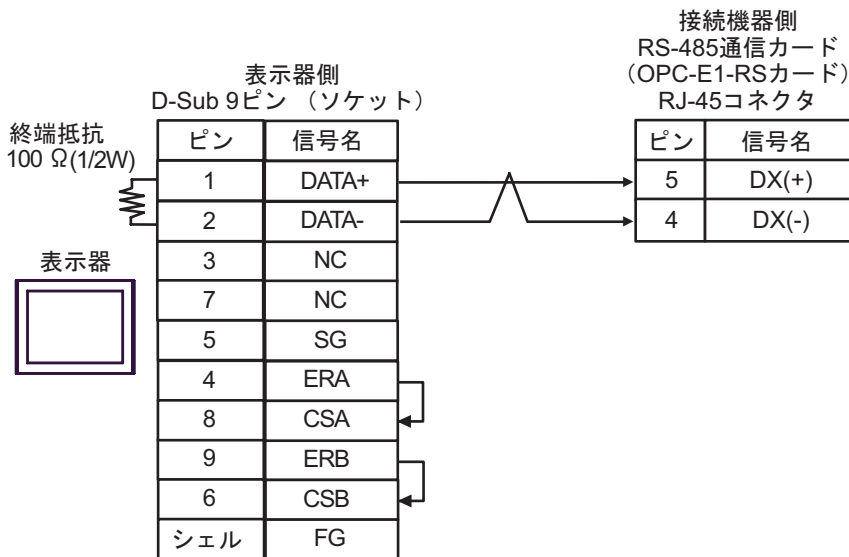 接続機器側
RS-485通信カード
（OPC-E1-RSカード）
RJ-45コネクタ
表示器側
D-Sub 9ピン （ソケット）
終端抵抗
100 Ω(1/2W)
表示器
ピン 信号名
1 DATA+
2 DATA-
3 NC
7 NC
5 SG
4 ERA
8 CSA
9 ERB
6 CSB
シェル FG
ピン 信号名
5 DX(+)
4 DX(-)